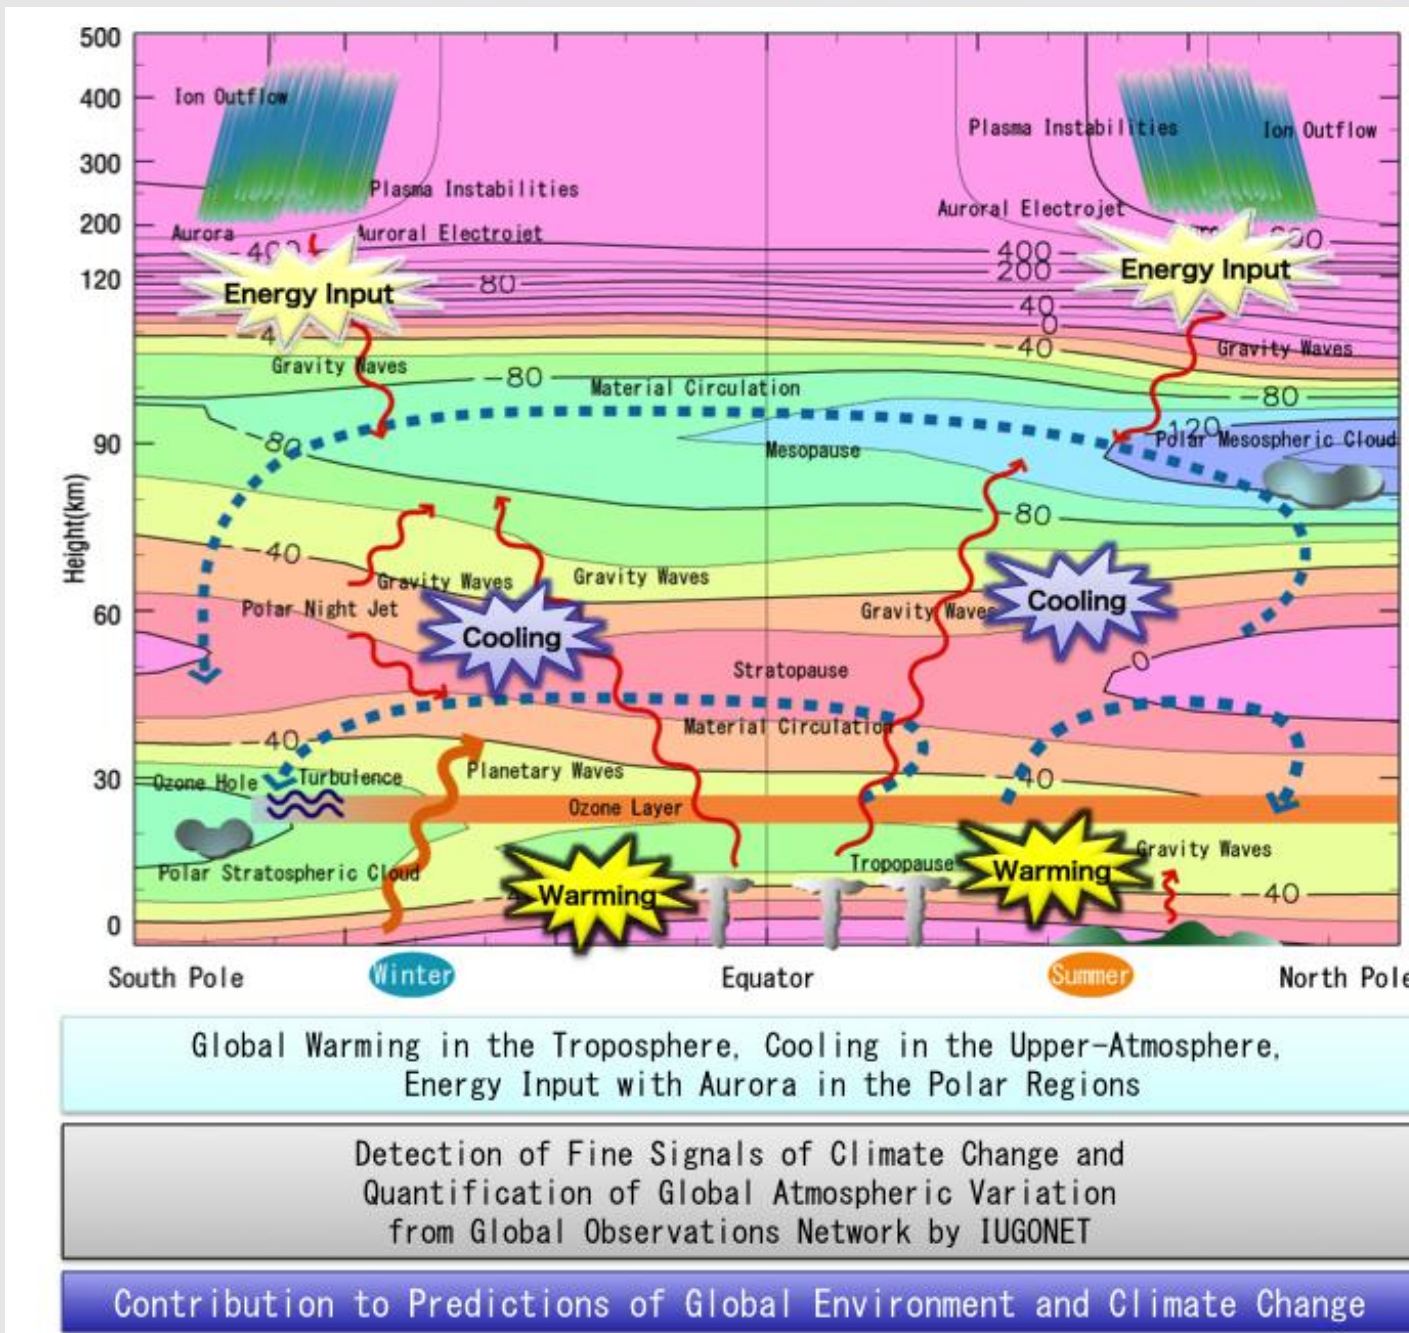 500
400
300
200
120
90
60
30
0
Height(km)
Ion Outflow
Plasma Instabilities
Ion Outflow
Plasma Instabilities
Auroral Electrojet
Aurora
Auroral Electrojet
400
400
200
80
40
0
-40
Energy Input
Energy Input
Gravity Waves
Gravity Waves
-80
Material Circulation
-80
-80
120
Mesopause
Polar Mesospheric Cloud
-80
-40
Gravity Waves
Gravity Waves
Polar Night Jet
Gravity Waves
Cooling
Cooling
Stratopause
0
Material Circulation
-40
Ozone Hole
Turbulence
Planetary Waves
-40
Ozone Layer
Polar Stratospheric Cloud
Tropopause
Gravity Waves
Warming
Warming
-40
South Pole
Winter
Equator
Summer
North Pole
Global Warming in the Troposphere, Cooling in the Upper-Atmosphere,
Energy Input with Aurora in the Polar Regions
Detection of Fine Signals of Climate Change and
Quantification of Global Atmospheric Variation
from Global Observations Network by IUGONET
Contribution to Predictions of Global Environment and Climate Change